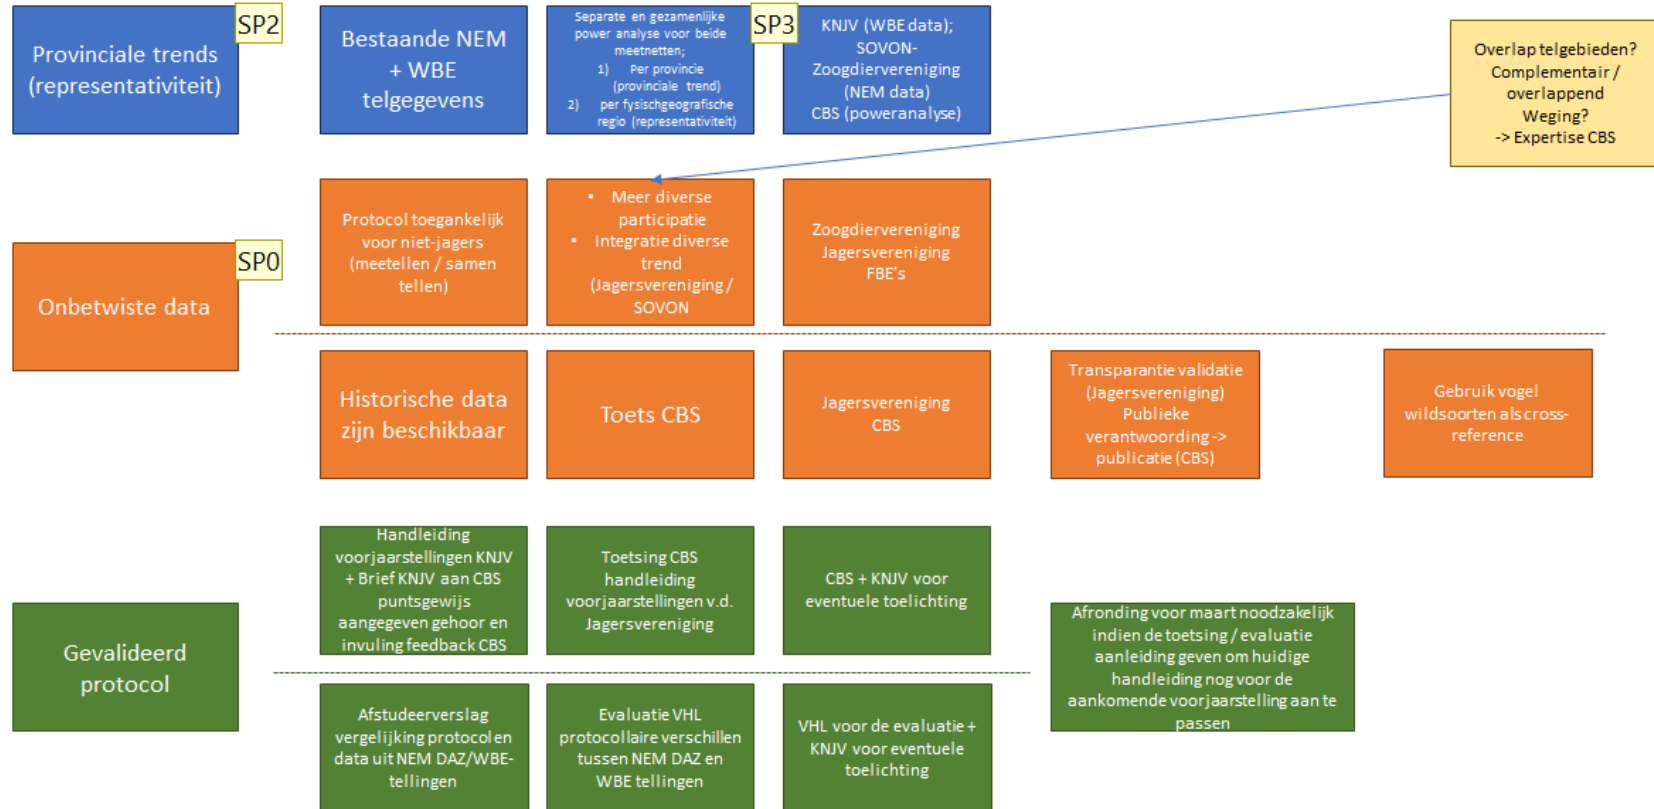 Provinciale trends
(representativiteit)
SP2
Bestaande NEM
+ WBE
telgegevens
Separate en gezamenlijke
power analyse voor beide
meetnetten;
1) Per provincie
(provinciale trend)
2) per fysischgeografische
regio (representativiteit)
SP3
KNJV (WBE data);
SOVON-
Zoogdiervereniging
(NEM data)
CBS (poweranalyse)
Overlap telgebieden?
Complementair /
overlappend
Weging?
-> Expertise CBS
Onbetwiste data
SP0
Protocol toegankelijk
voor niet-jagers
(meetellen / samen
tellen)
• Meer diverse
participatie
• Integratie diverse
trend
(Jagersvereniging /
SOVON
Zoogdiervereniging
Jagersvereniging
FBE's
Historische data
zijn beschikbaar
Toets CBS
Jagersvereniging
CBS
Transparantie validatie
(Jagersvereniging)
Publieke
verantwoording ->
publicatie (CBS)
Gebruik vogel
wildsoorten als cross-
reference
Gevalideerd
protocol
Handleiding
voorjaarstellingen KNJV
+ Brief KNJV aan CBS
puntsgewijs
aangegeven gehoor en
invuling feedback CBS
Toetsing CBS
handleiding
voorjaarstellingen v.d.
Jagersvereniging
CBS + KNJV voor
eventuele toelichting
Afronding voor maart noodzakelijk
indien de toetsing / evaluatie
aanleiding geven om huidige
handleiding nog voor de
aankomende voorjaarstelling aan te
passen
Afstudeerverslag
vergelijking protocol en
data uit NEM DAZ/WBE-
tellingen
Evaluatie VHL
protocollaire verschillen
tussen NEM DAZ en
WBE tellingen
VHL voor de evaluatie +
KNJV voor eventuele
toelichting